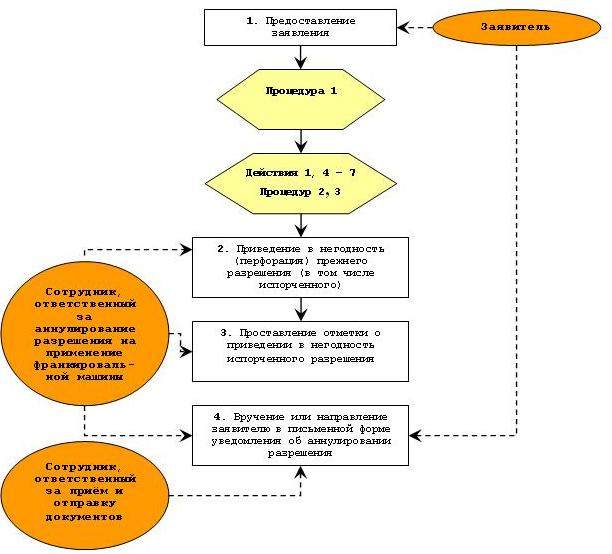 1. Предоставление
заявления
Заявитель
Процедура 1
Действия 1, 4 – 7
Процедур 2, 3
2. Приведение в негодность
(перфорация) прежнего
разрешения (в том числе
испорченного)
Сотрудник,
ответственный
за
аннулирование
разрешения на
применение
франкироваль-
ной машины
3. Проставление отметки о
приведении в негодность
испорченного разрешения
4. Вручение или направление
заявителю в письменной форме
уведомления об аннулировании
разрешения
Сотрудник,
ответственный
за приём и
отправку
документов